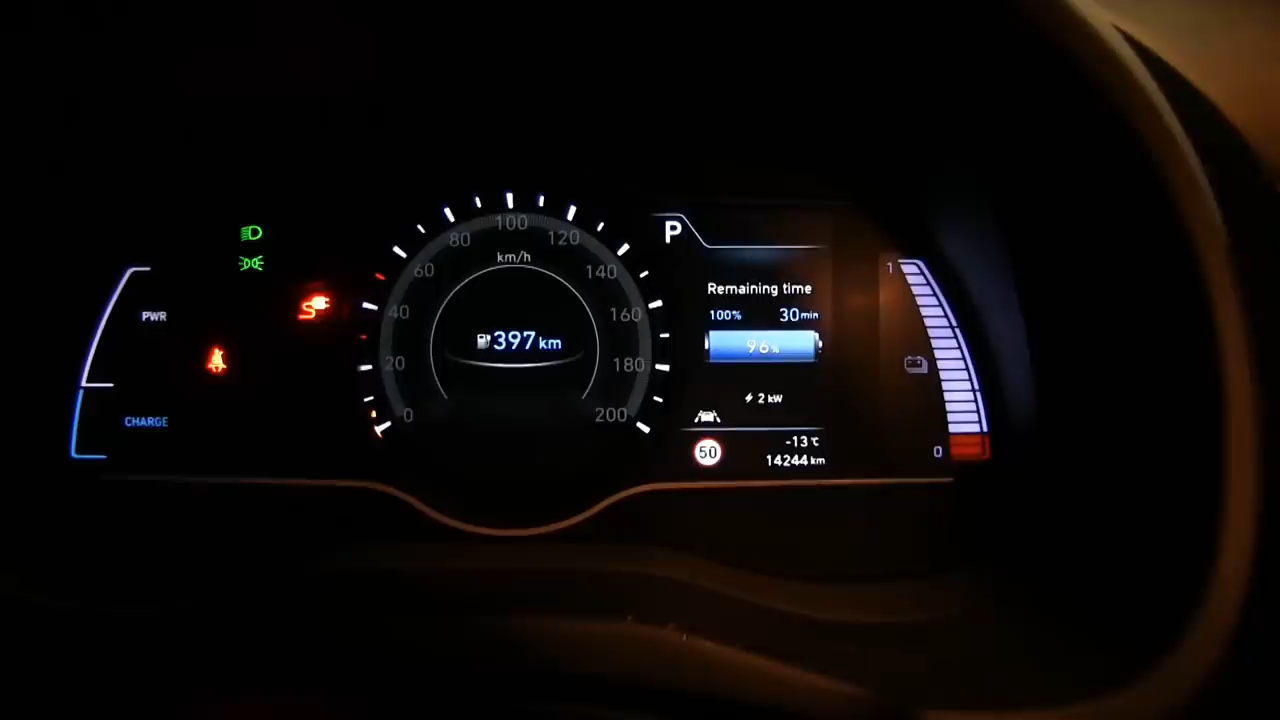 PWR
CHARGE
0
20
40
60
80
100
120
140
160
180
200
km/h
397 km
P
Remaining time
100% 30 min
96%
2 kW
50
-13 ℃
14244 km
1
0